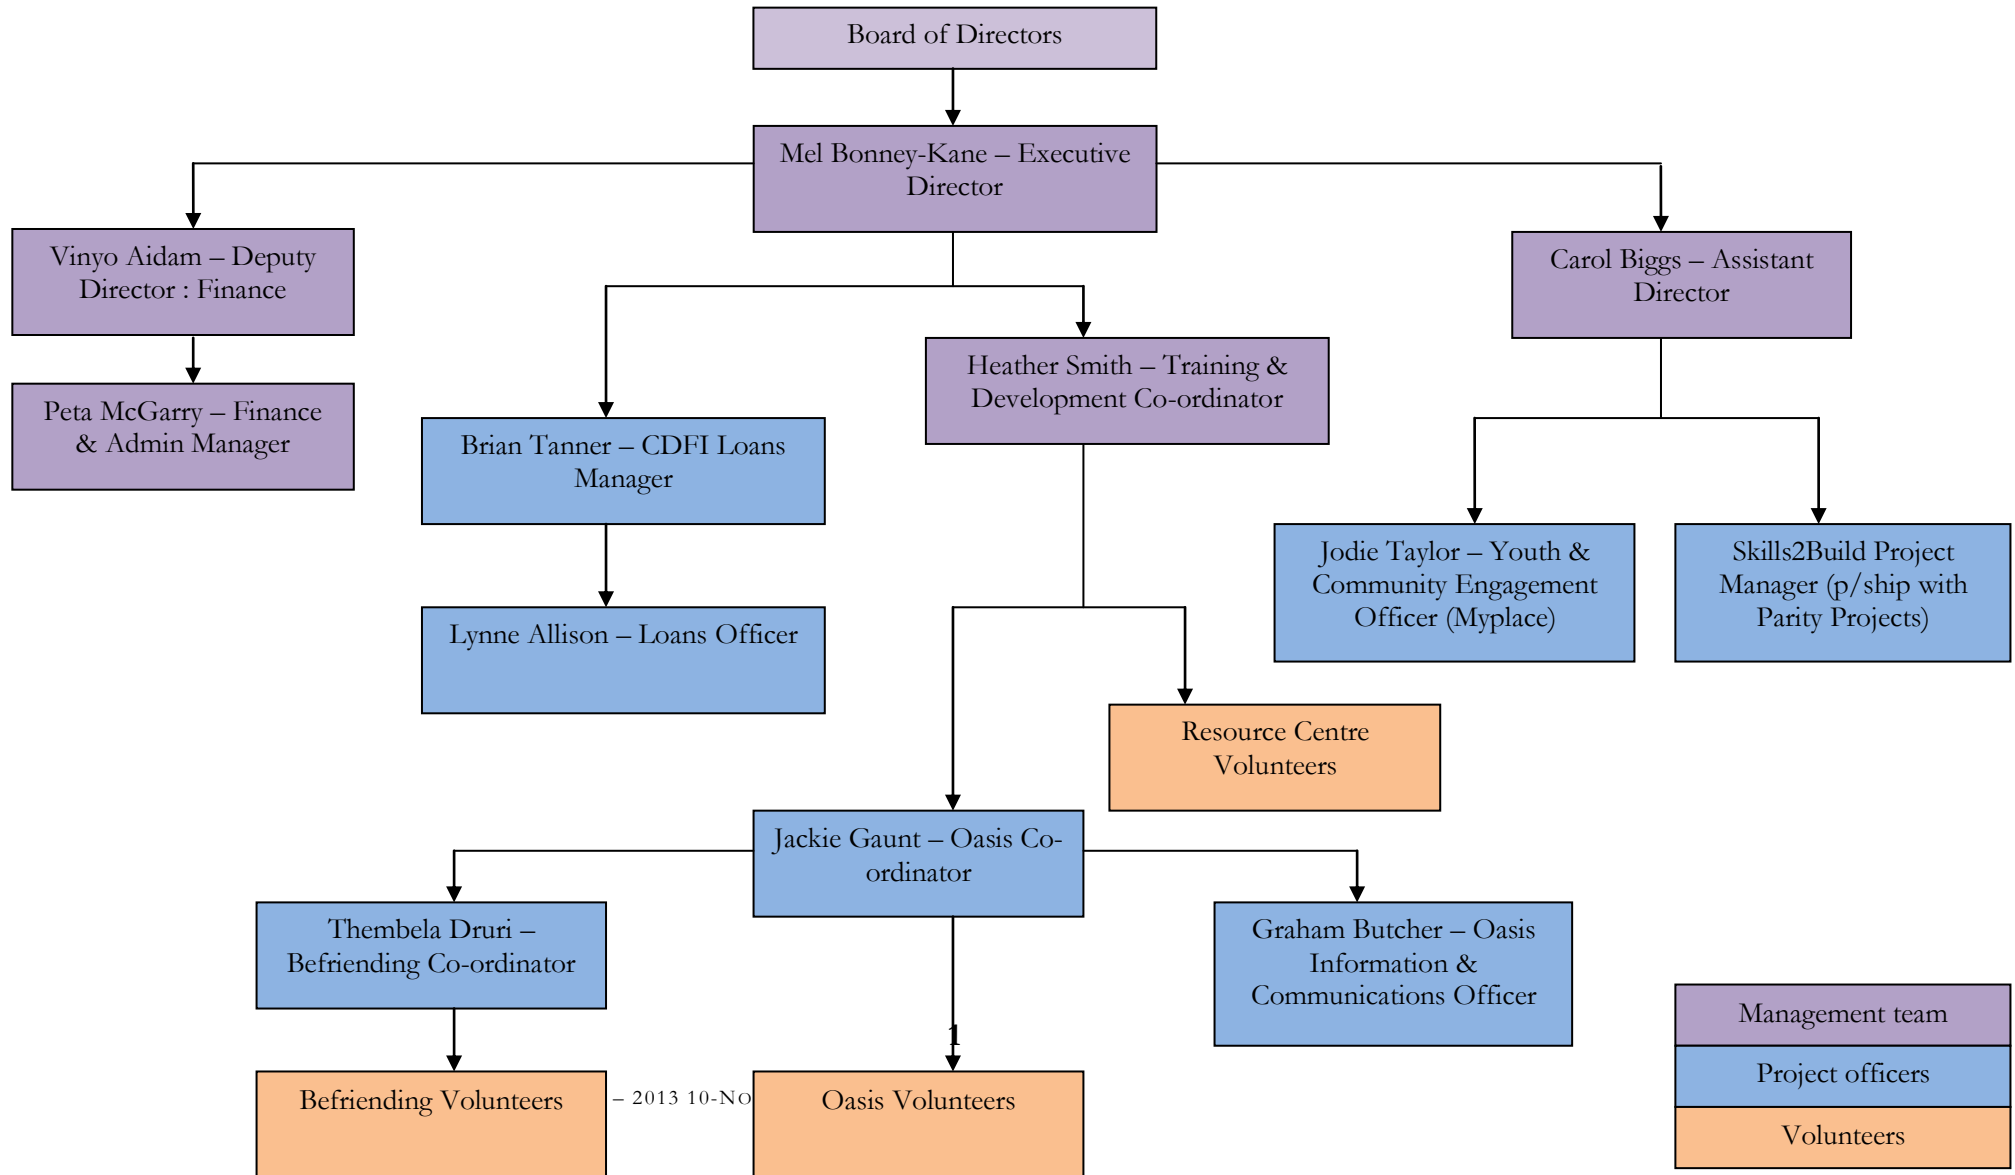 Board of Directors
Mel Bonney-Kane – Executive
Director
Vinyo Aidam – Deputy
Director : Finance
Carol Biggs – Assistant
Director
Peta McGarry – Finance
& Admin Manager
Heather Smith – Training &
Development Co-ordinator
Brian Tanner – CDFI Loans
Manager
Jodie Taylor – Youth &
Community Engagement
Officer (Myplace)
Skills2Build Project
Manager (p/ship with
Parity Projects)
Lynne Allison – Loans Officer
Resource Centre
Volunteers
Jackie Gaunt – Oasis Co-
ordinator
Thembela Druri –
Befriending Co-ordinator
Graham Butcher – Oasis
Information &
Communications Officer
1
Befriending Volunteers
– 2013 10-NO
Oasis Volunteers
Management team
Project officers
Volunteers